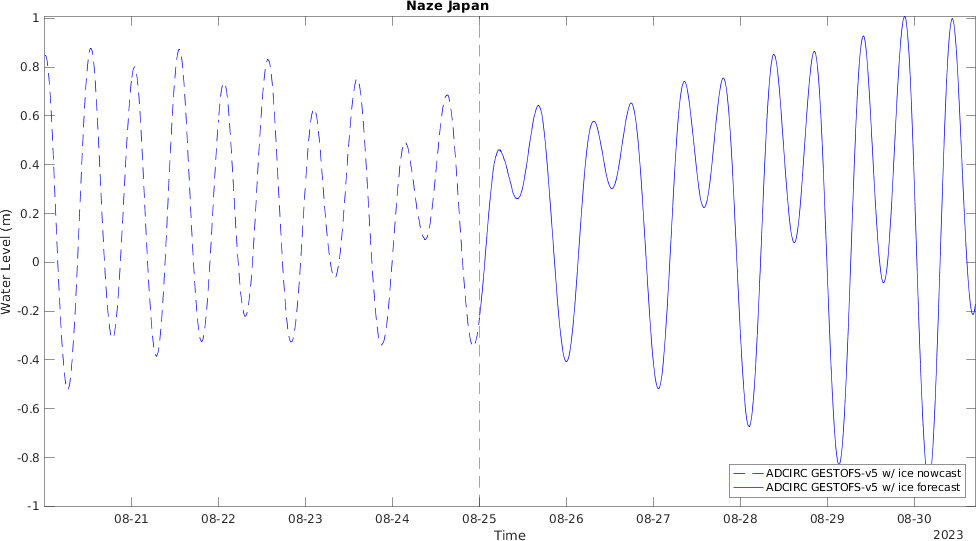 Naze Japan
1
0.8
0.6
0.4
0.2
0
-0.2
-0.4
-0.6
-0.8
-1
Water Level (m)
ADCIRC GESTOFS-v5 w/ ice nowcast
ADCIRC GESTOFS-v5 w/ ice forecast
08-21 08-22 08-23 08-24 08-25 08-26 08-27 08-28 08-29 08-30
Time
2023